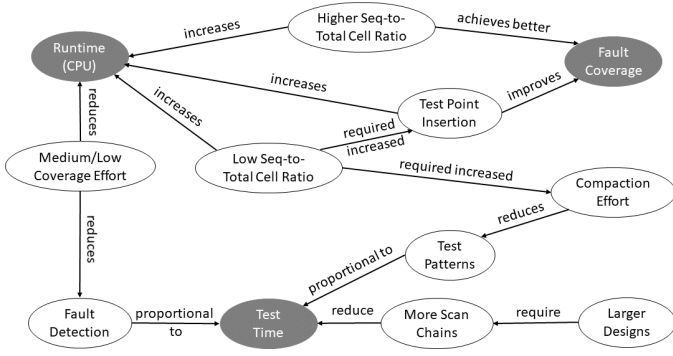 Higher Seq-to-
Total Cell Ratio
increases
achieves better
Runtime
(CPU)
Fault
Coverage
increases
improves
reduces
increases
Test Point
Insertion
required
increased
Medium/Low
Coverage Effort
Low Seq-to-
Total Cell Ratio
required increased
Compaction
Effort
reduces
reduces
Test
Patterns
proportional to
Fault
Detection
proportional
to
Test
Time
reduce
More Scan
Chains
require
Larger
Designs